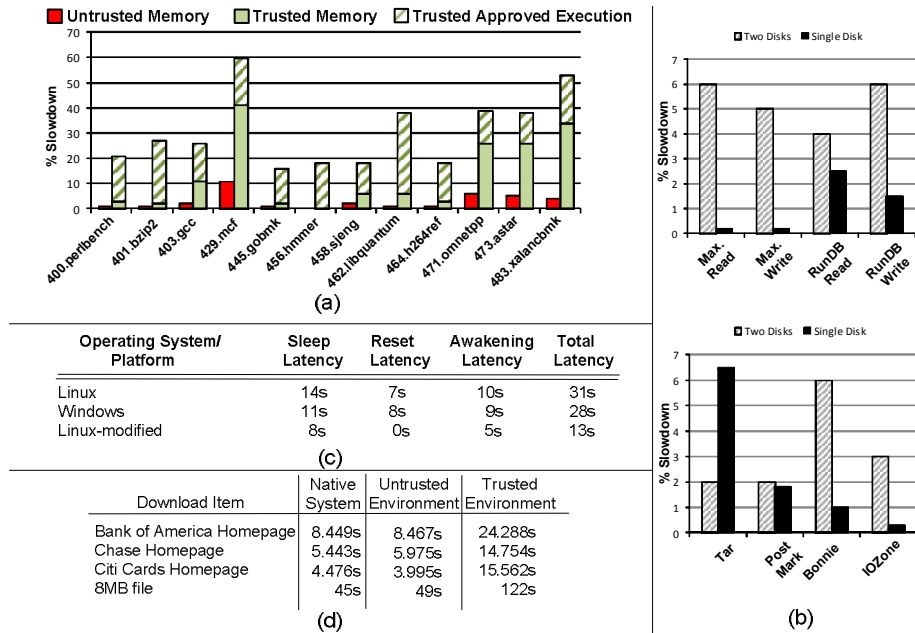 (a)
Untrusted Memory Trusted Memory Trusted Approved Execution
% Slowdown
70
60
50
40
30
20
10
0
400.perlbench
401.bzip2
403.gcc
429.mcf
445.gobmk
456.hmmer
458.sjeng
462.libquantum
464.h264ref
471.omnetpp
473.astar
483.xalancbmk
(a)
(b)
Two Disks Single Disk
% Slowdown
6
5
4
3
2
1
0
Max. Read
Max. Write
RunDB Read
RunDB Write
Operating System/ Platform Sleep Latency Reset Latency Awakening Latency Total Latency
Linux 14s 7s 10s 31s
Windows 11s 8s 9s 28s
Linux-modified 8s 0s 5s 13s
(c)
Download Item Native System Untrusted Environment Trusted Environment
Bank of America Homepage 8.449s 8.467s 24.288s
Chase Homepage 5.443s 5.975s 14.754s
Citi Cards Homepage 4.476s 3.995s 15.562s
8MB file 45s 49s 122s
(d)
Two Disks Single Disk
% Slowdown
7
6
5
4
3
2
1
0
Tar
Post Mark
Bonnie
IOZone
(b)